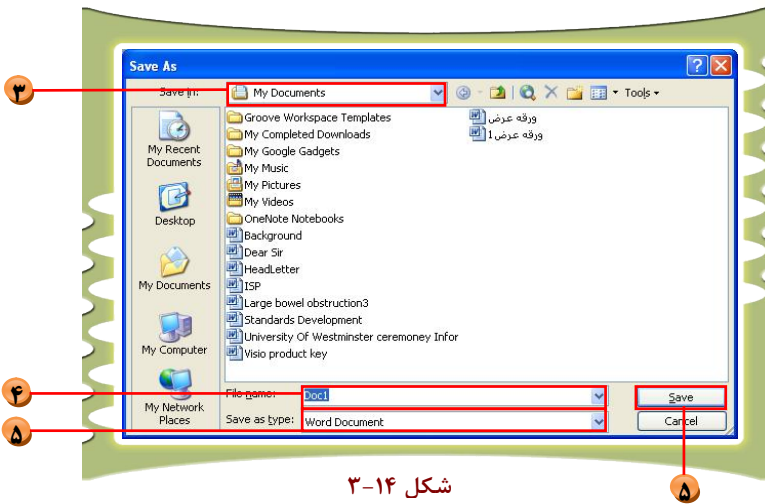 Save As
۳
Save in:
My Documents
Tools
My Recent Documents
Desktop
My Documents
My Computer
My Network Places
Groove Workspace Templates
My Completed Downloads
My Google Gadgets
My Music
My Pictures
My Videos
OneNote Notebooks
Background
Dear Sir
HeadLetter
ISP
Large bowel obstruction3
Standards Development
University Of Westminster ceremoney Infor
Visio product key
ورقه عرض
ورقه عرض 1
۴
File name:
Doc1
Save
۵
Save as type:
Word Document
Cancel
۵
شکل ۱۴-۳